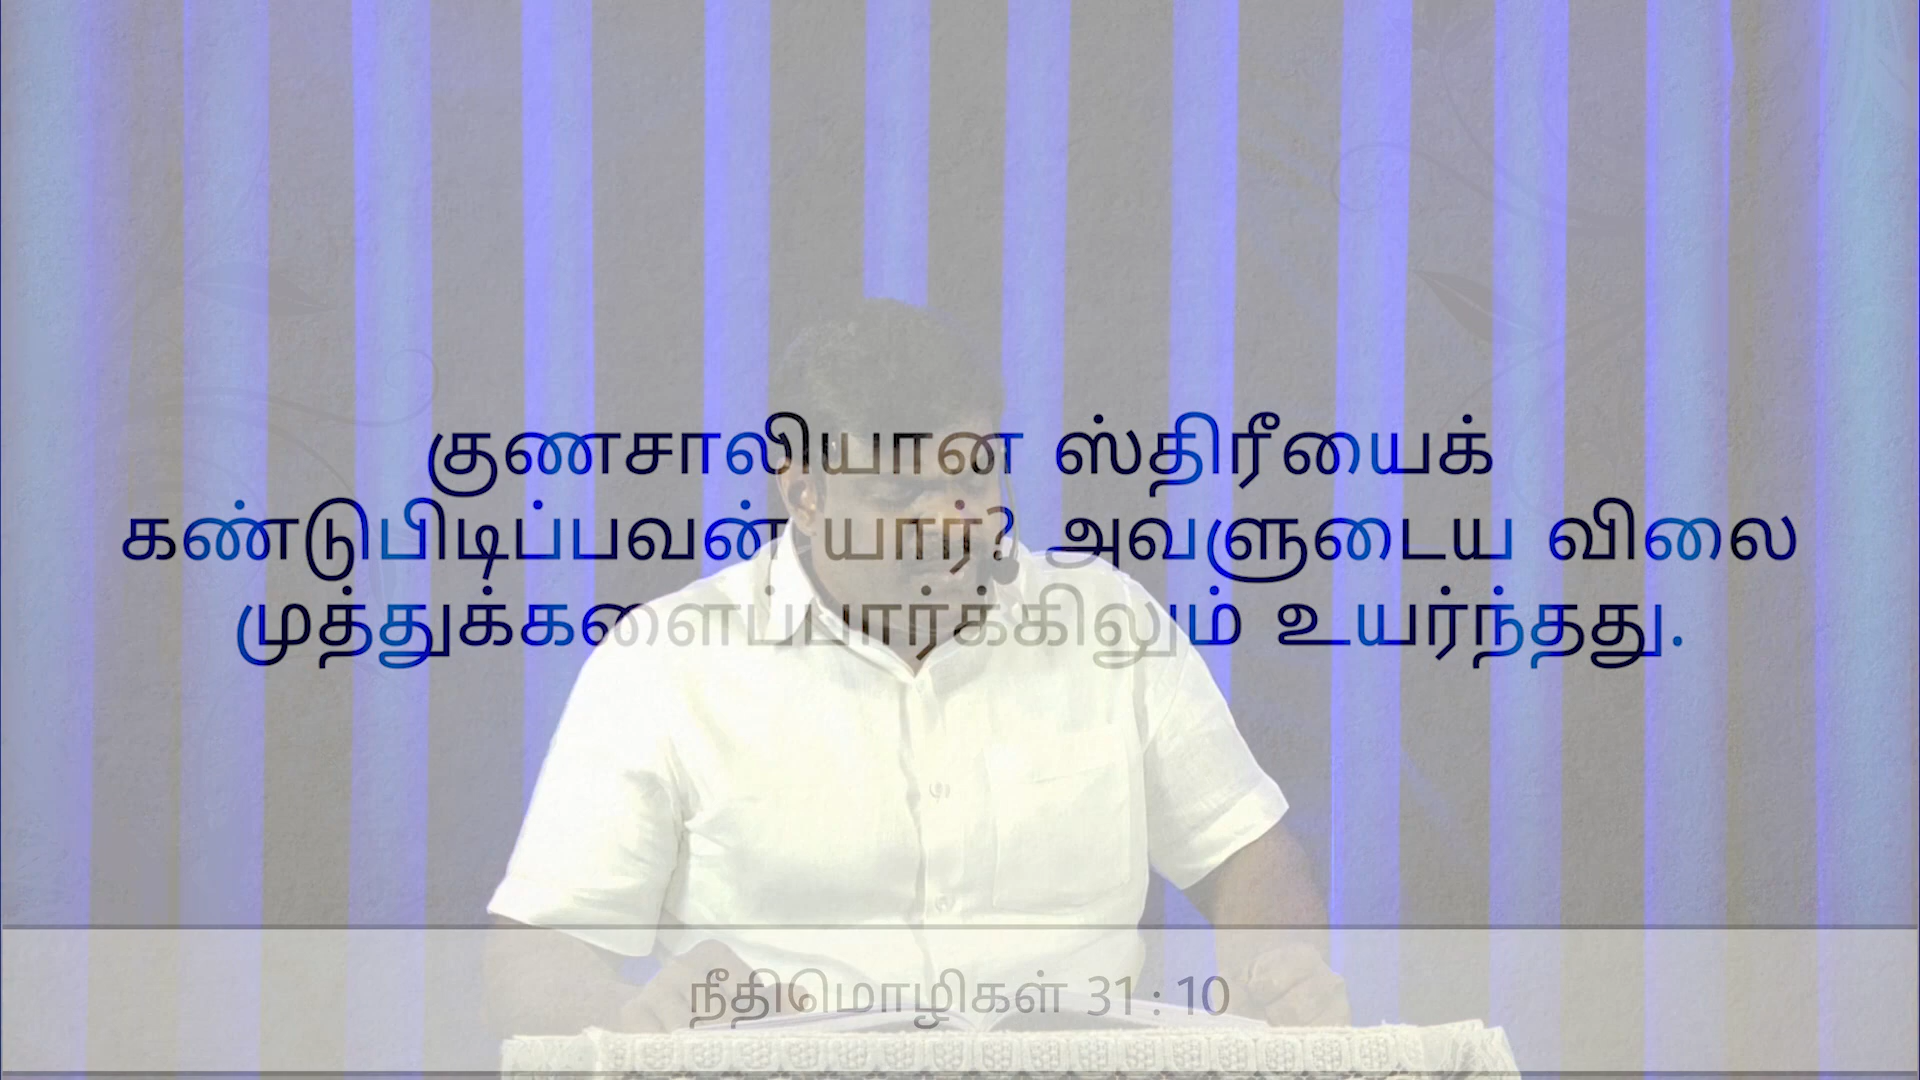 குணசாலியான ஸ்திரீயைக்
கண்டுபிடிப்பவன் யார்? அவளுடைய விலை
முத்துக்களைப்பார்க்கிலும் உயர்ந்தது.
நீதிமொழிகள் 31 : 10